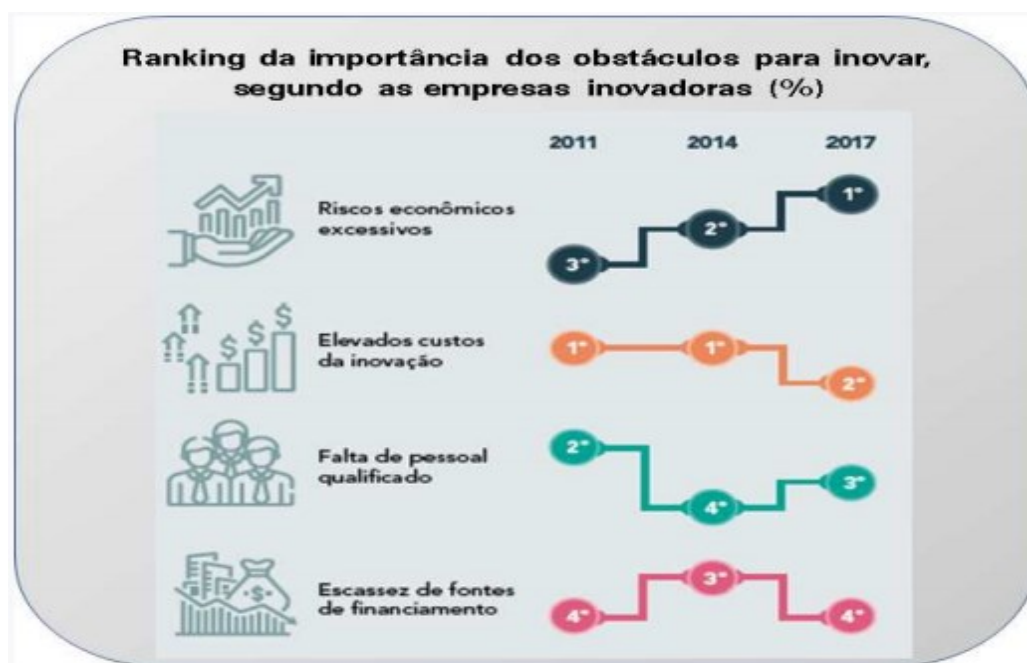 Ranking da importância dos obstáculos para inovar,
segundo as empresas inovadoras (%)
2011 2014 2017
Riscos econômicos
excessivos
3° 2° 1°
Elevados custos
da inovação
1° 1° 2°
Falta de pessoal
qualificado
2° 4° 3°
Escassez de fontes
de financiamento
4° 3° 4°
$ $ $
$